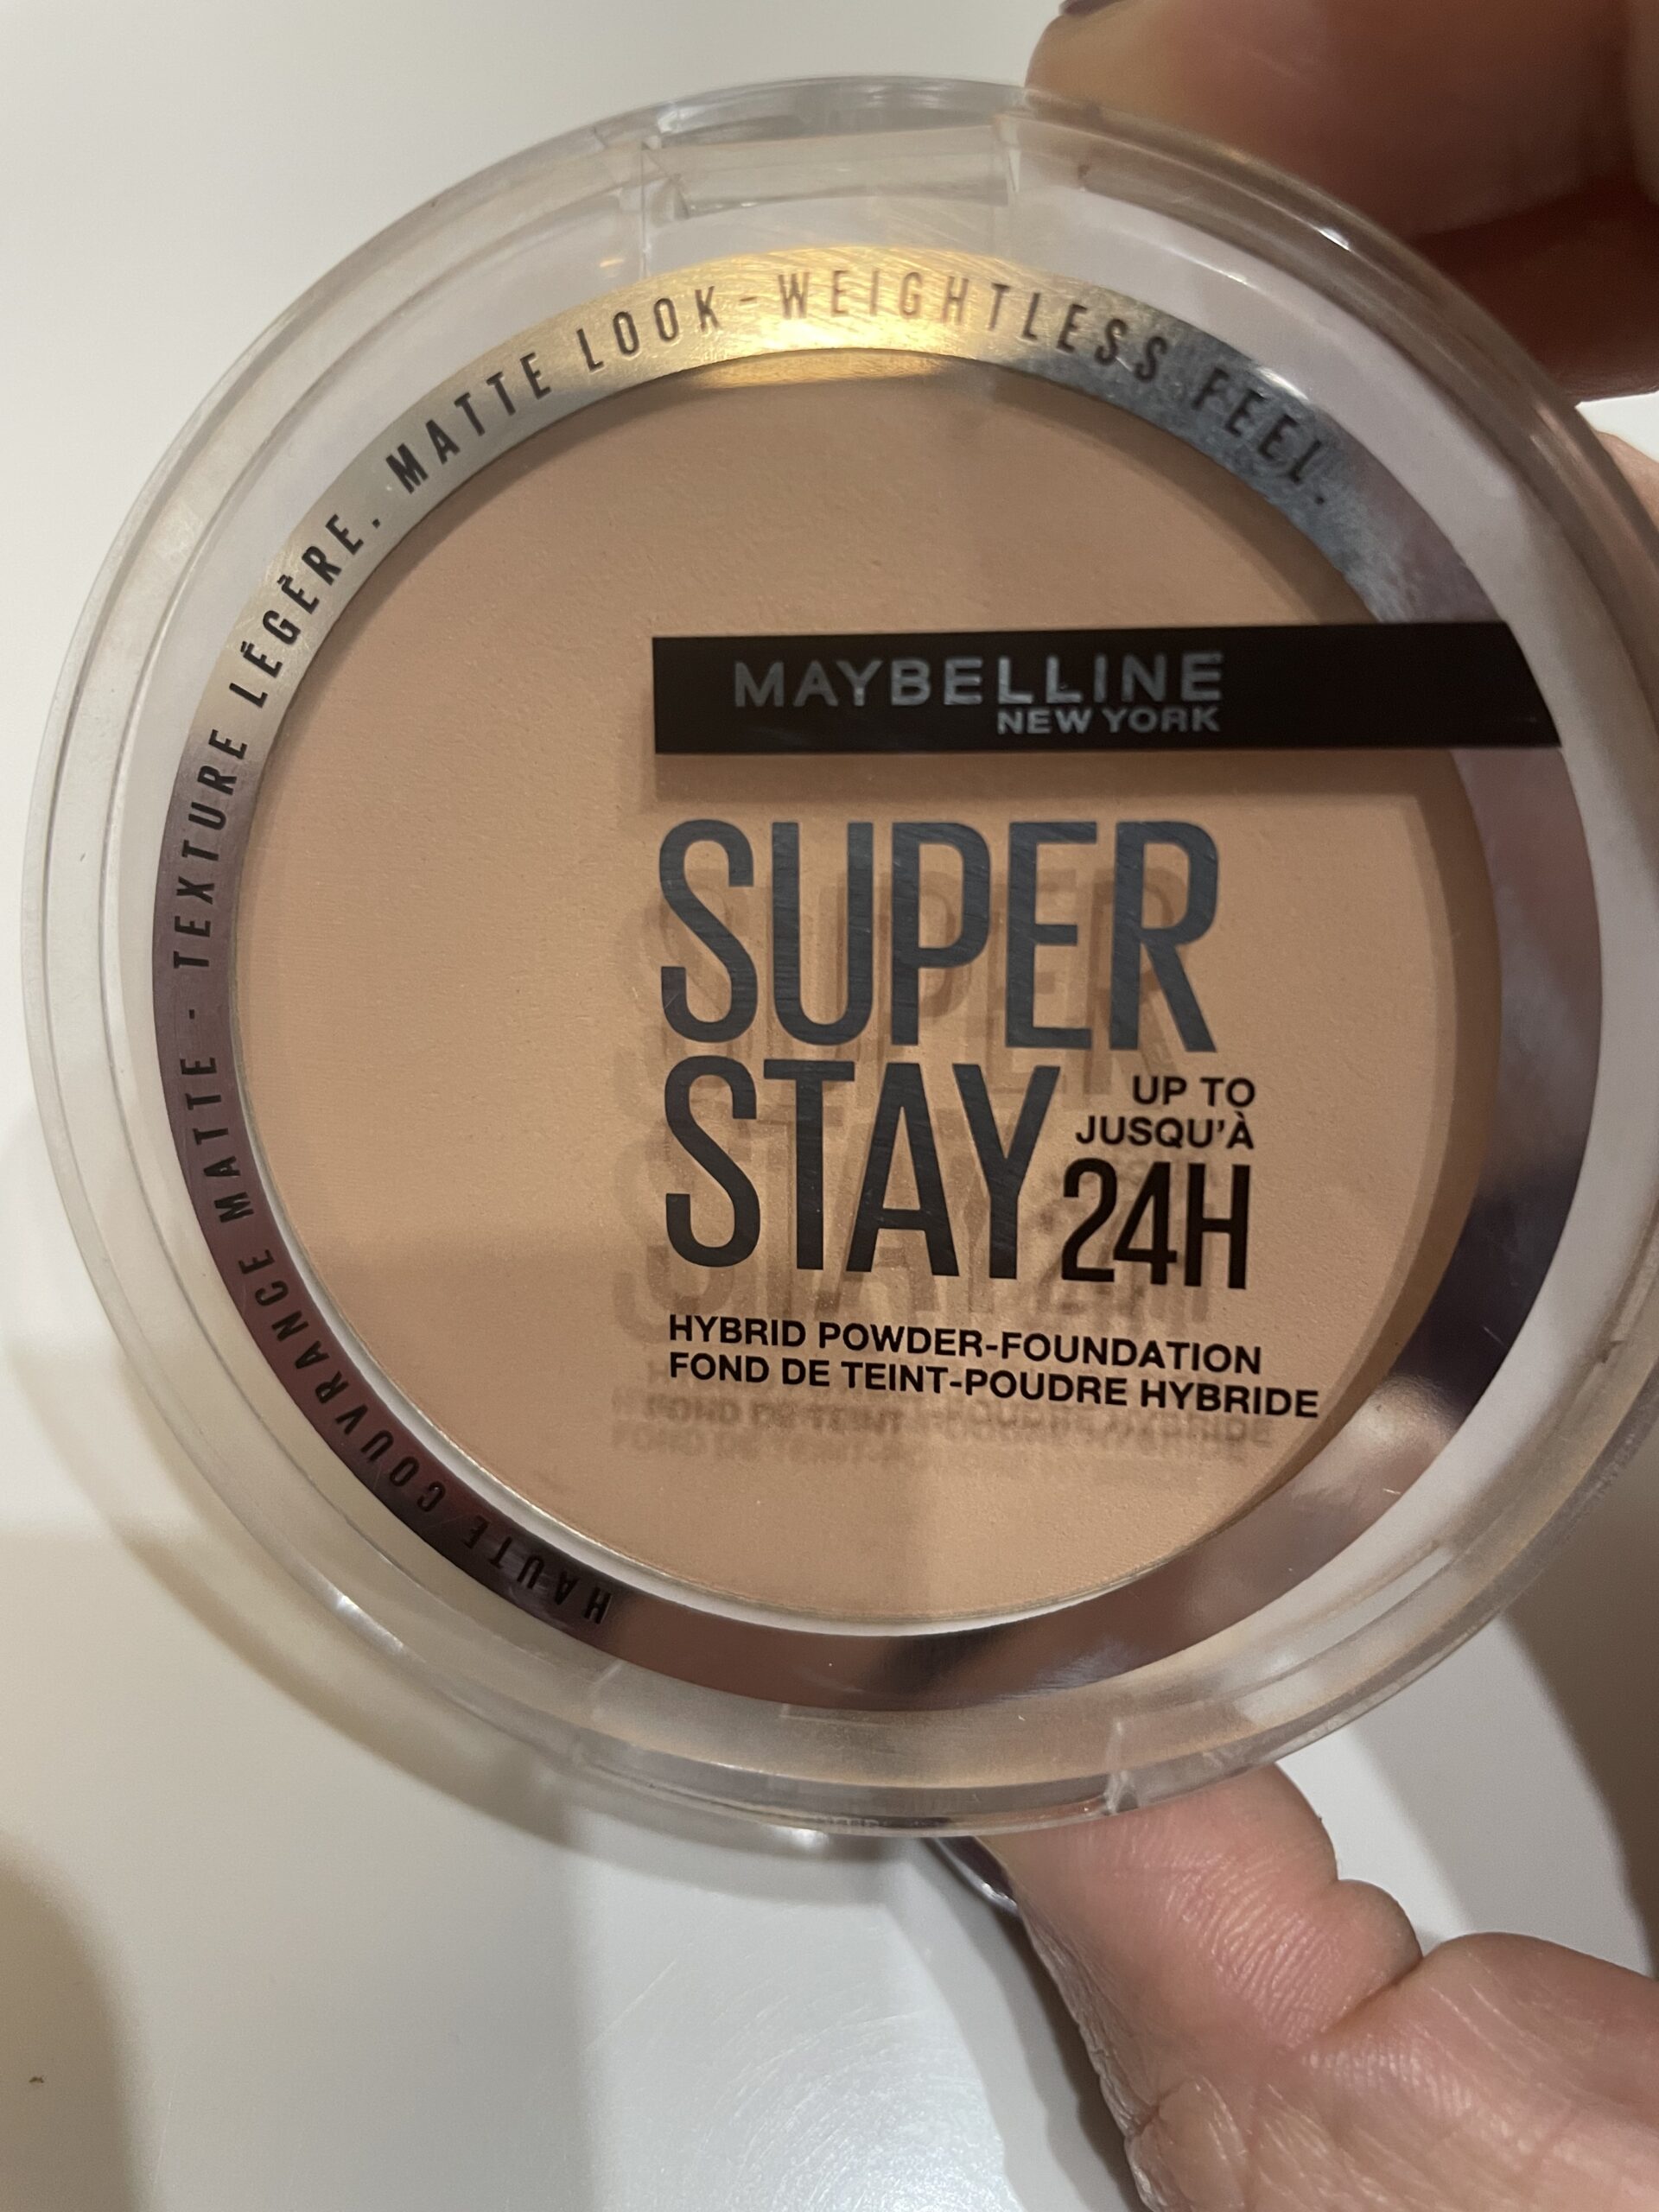 HAUTE COUVRANCE MATTE - TEXTURE LÉGÈRE. MATTE LOOK-WEIGHTLESS FEEL.
MAYBELLINE
NEW YORK
SUPER
STAY
UP TO
JUSQU'À
24H
HYBRID POWDER-FOUNDATION
FOND DE TEINT-POUDRE HYBRIDE